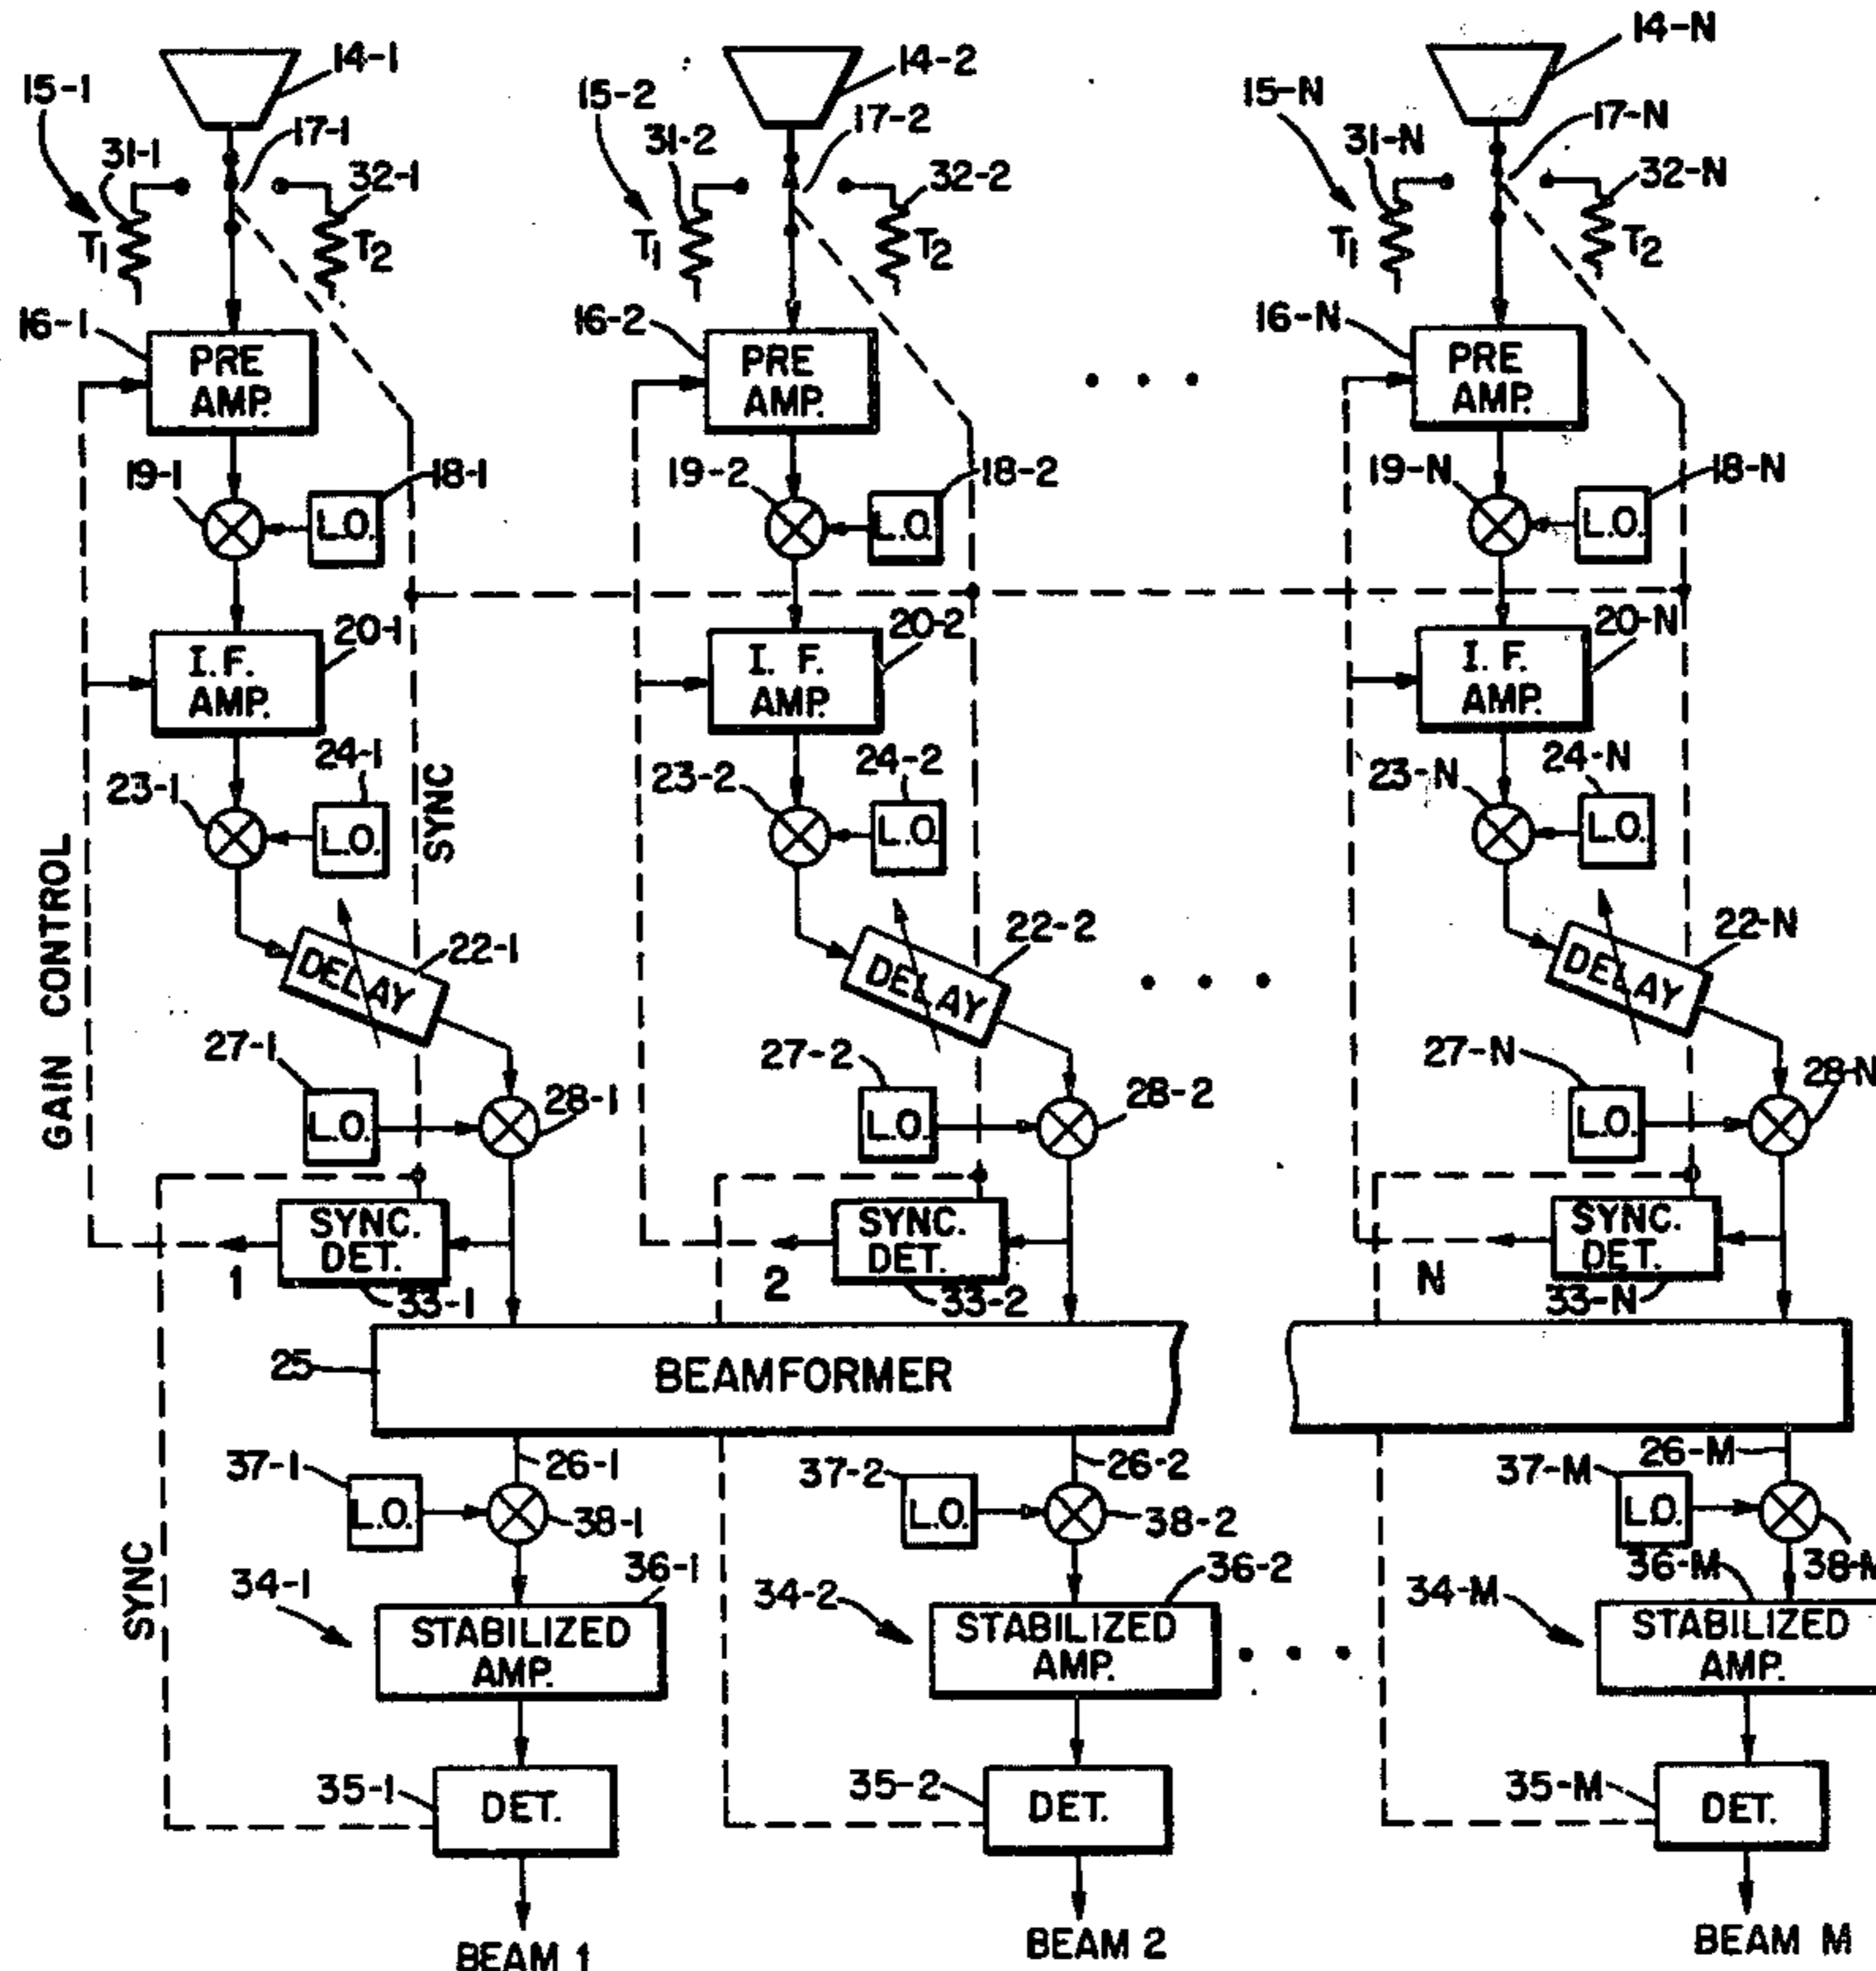 14-1 14-2 14-N
15-1 15-2 15-N
17-1 17-2 17-N
31-1 31-2 31-N
32-1 32-2 32-N
T1 T2 T1 T2 T1 T2
16-1 16-2 16-N
PRE PRE PRE
AMP. AMP. AMP.
19-1 18-1 19-2 18-2 19-N 18-N
L.O. L.O. L.O.
20-1 20-2 20-N
I.F. I. F. I. F.
AMP. AMP. AMP.
24-1 24-2 24-N
23-1 23-2 23-N
L.O. L.O. L.O.
SYNC
GAIN CONTROL
22-1 22-2 22-N
DELAY DELAY DELAY
27-1 27-2 27-N
28-1 28-2 28-N
L.O. L.O. L.O.
SYNC. SYNC. SYNC.
DET. DET. DET.
1 2 N
33-1 33-2 33-N
25 BEAMFORMER
26-1 26-2 26-M
37-1 37-2 37-M
L.O. L.O. L.O.
38-1 38-2 38-M
SYNC
34-1 36-1 34-2 36-2 34-M 36-M
STABILIZED STABILIZED STABILIZED
AMP. AMP. AMP.
35-1 35-2 35-M
DET. DET. DET.
BEAM 1 BEAM 2 BEAM M